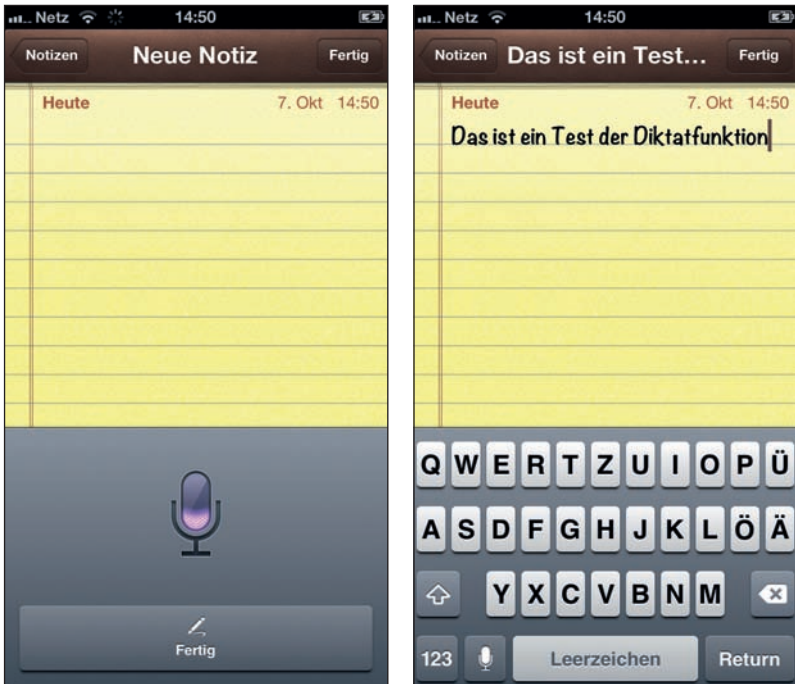 Netz 14:50
Notizen Neue Notiz Fertig
Heute 7. Okt 14:50
Fertig
Netz 14:50
Notizen Das ist ein Test... Fertig
Heute 7. Okt 14:50
Das ist ein Test der Diktatfunktion
Q W E R T Z U I O P Ü
A S D F G H J K L Ö Ä
Y X C V B N M
123 Leerzeichen Return